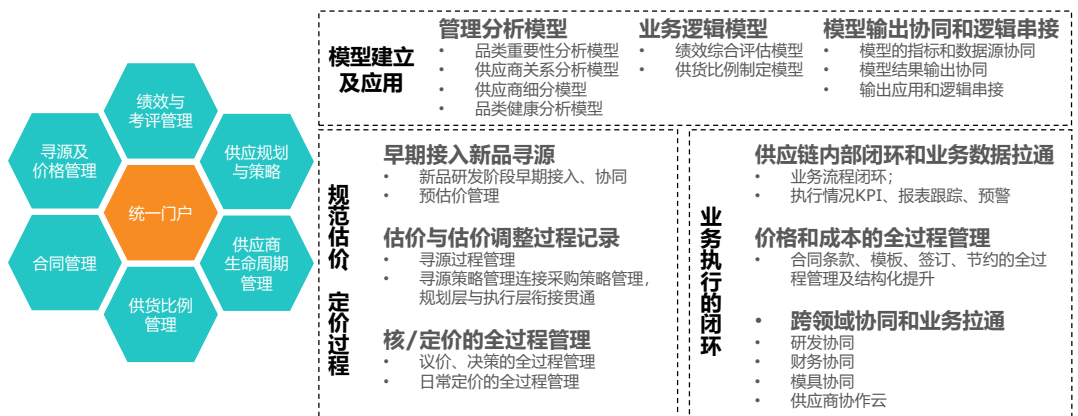 绩效与
考评管理
寻源及
价格管理
供应规划
与策略
统一门户
合同管理
供应商
生命周期
管理
供货比例
管理
模型建立
及应用
管理分析模型
• 品类重要性分析模型
• 供应商关系分析模型
• 供应商细分模型
• 品类健康分析模型
业务逻辑模型
• 绩效综合评估模型
• 供货比例制定模型
模型输出协同和逻辑串接
• 模型的指标和数据源协同
• 模型结果输出协同
• 输出应用和逻辑串接
规范估价 定价过程
早期接入新品寻源
• 新品研发阶段早期接入、协同
• 预估价管理
估价与估价调整过程记录
• 寻源过程管理
• 寻源策略管理连接采购策略管理，
规划层与执行层衔接贯通
核/定价的全过程管理
• 议价、决策的全过程管理
• 日常定价的全过程管理
业务执行的闭环
供应链内部闭环和业务数据拉通
• 业务流程闭环；
• 执行情况KPI、报表跟踪、预警
价格和成本的全过程管理
• 合同条款、模板、签订、节约的全过
程管理及结构化提升
• 跨领域协同和业务拉通
• 研发协同
• 财务协同
• 模具协同
• 供应商协作云